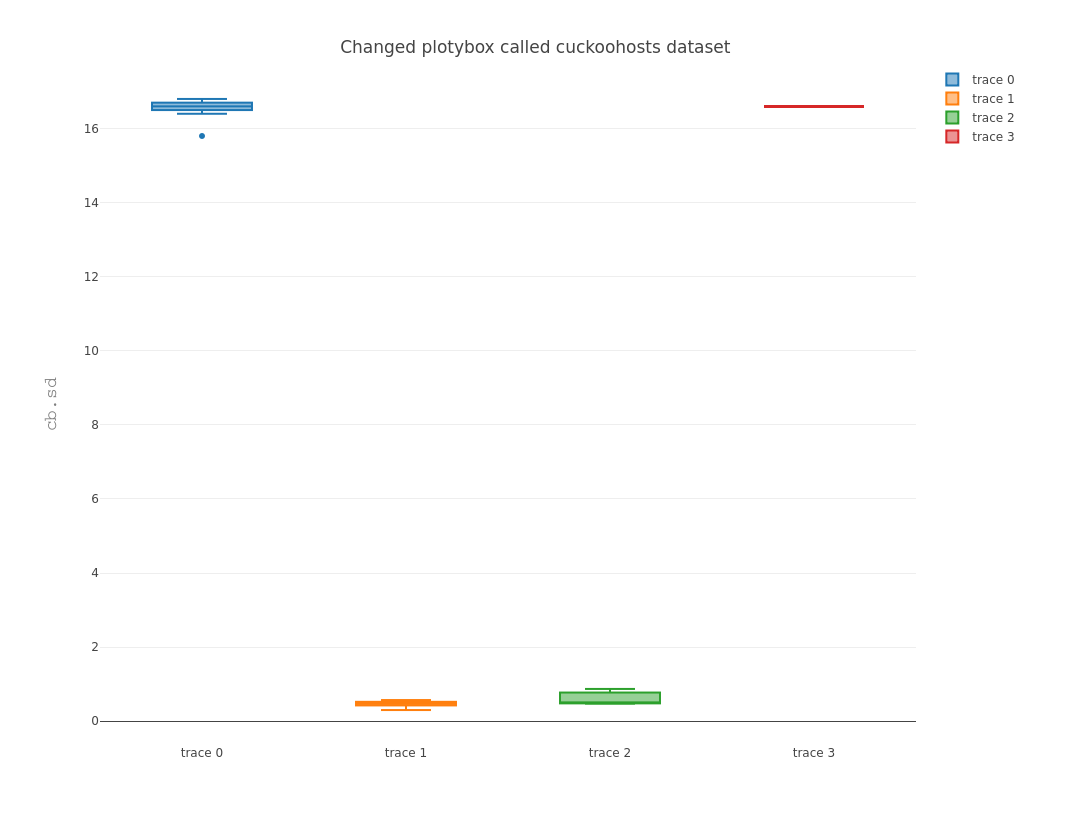 Changed plotybox called cuckoohosts dataset
trace 0
trace 1
trace 2
trace 3
16
14
12
10
8
6
4
2
0
cb.sd
trace 0
trace 1
trace 2
trace 3